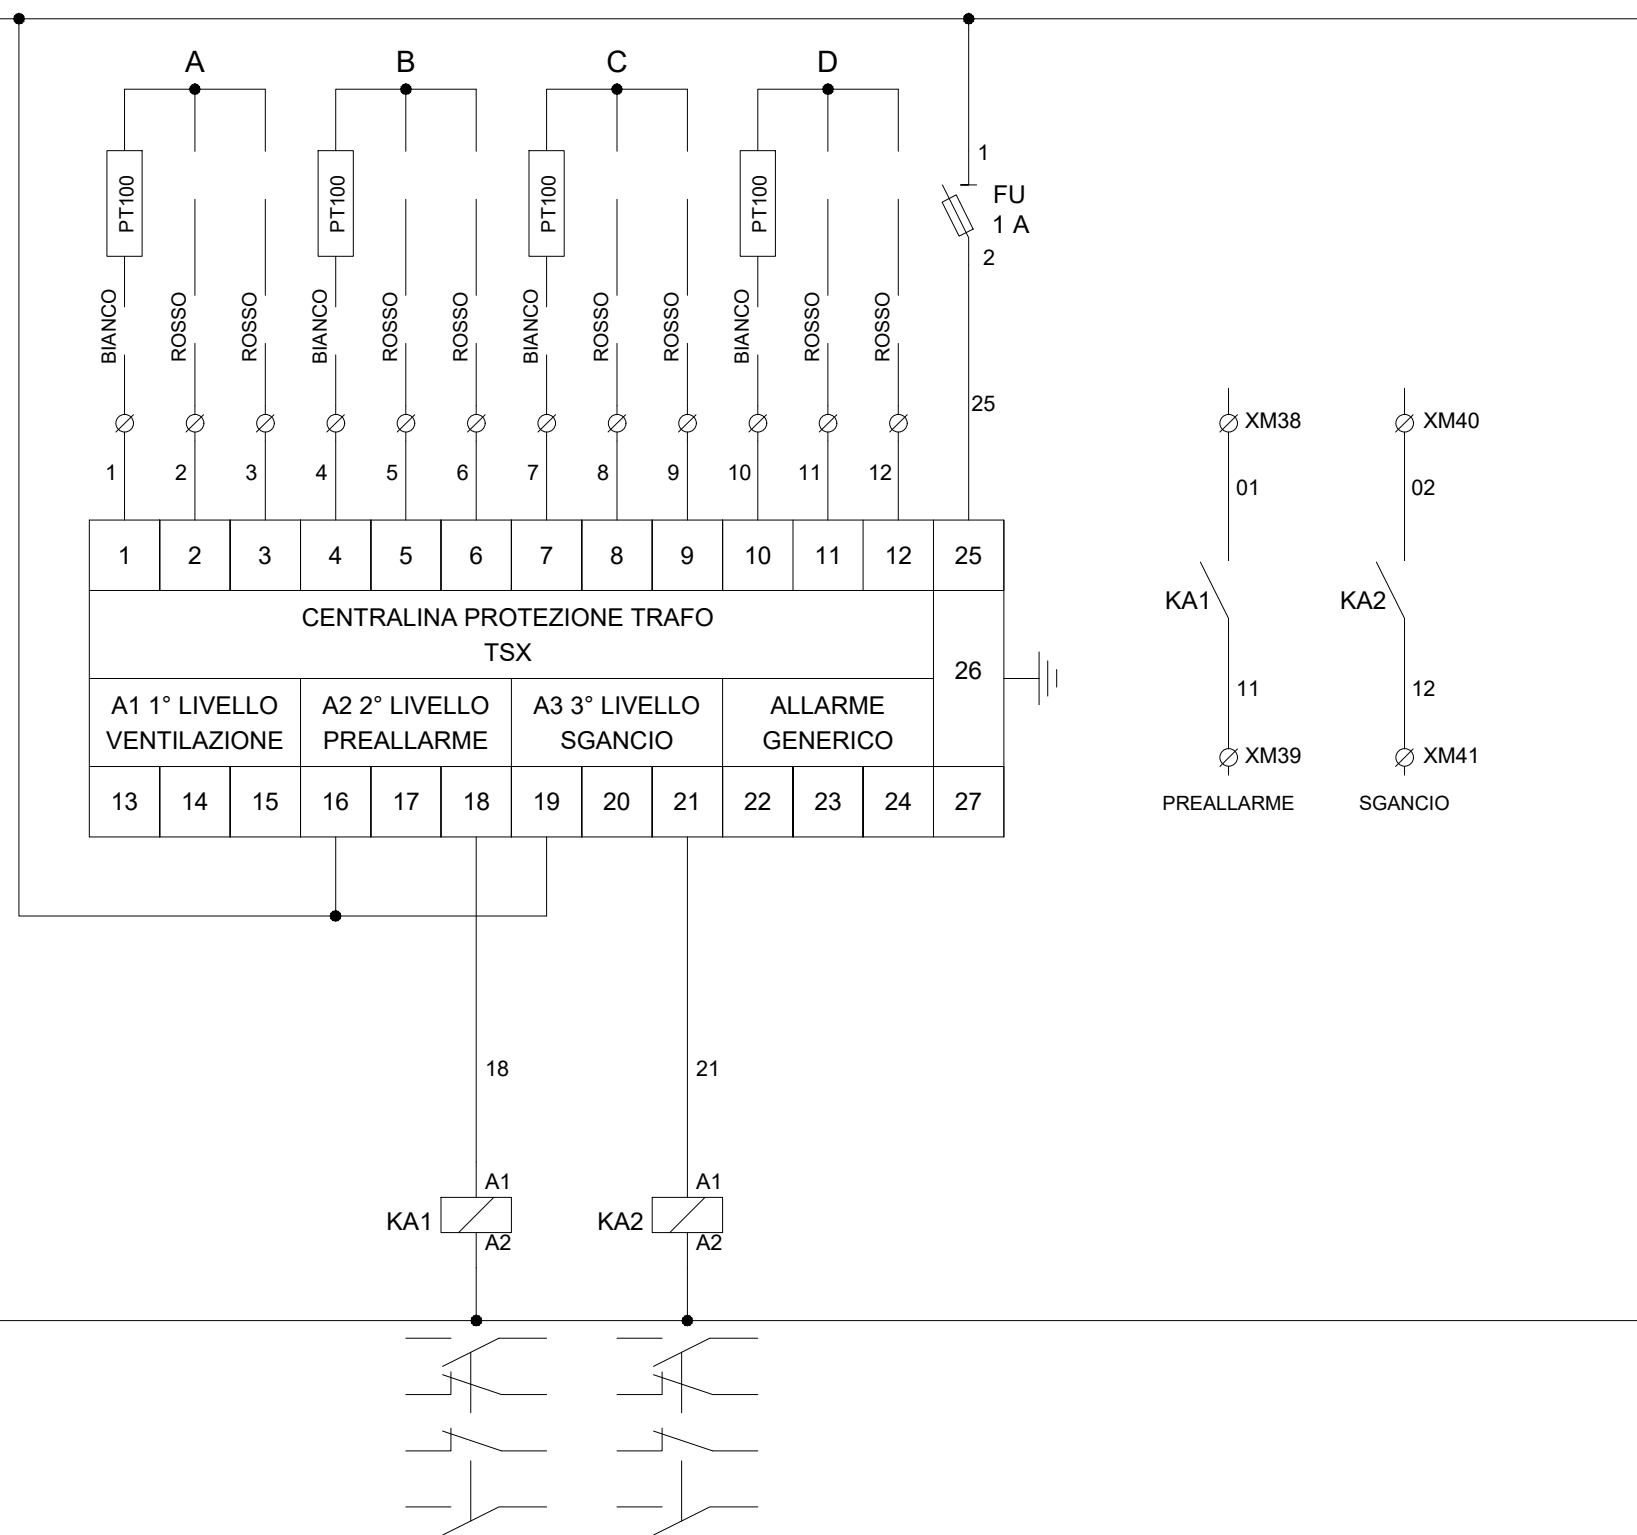 A B C D
1
FU
1 A
2
PT100 PT100 PT100 PT100
BIANCO ROSSO ROSSO BIANCO ROSSO ROSSO BIANCO ROSSO ROSSO BIANCO ROSSO ROSSO
25
XM38 XM40
1 2 3 4 5 6 7 8 9 10 11 12
01 02
1 2 3 4 5 6 7 8 9 10 11 12 25
KA1 KA2
CENTRALINA PROTEZIONE TRAFO
TSX
26
11 12
A1 1° LIVELLO
VENTILAZIONE
A2 2° LIVELLO
PREALLARME
A3 3° LIVELLO
SGANCIO
ALLARME
GENERICO
XM39 XM41
13 14 15 16 17 18 19 20 21 22 23 24 27
PREALLARME SGANCIO
18 21
A1 A1
KA1 KA2
A2 A2